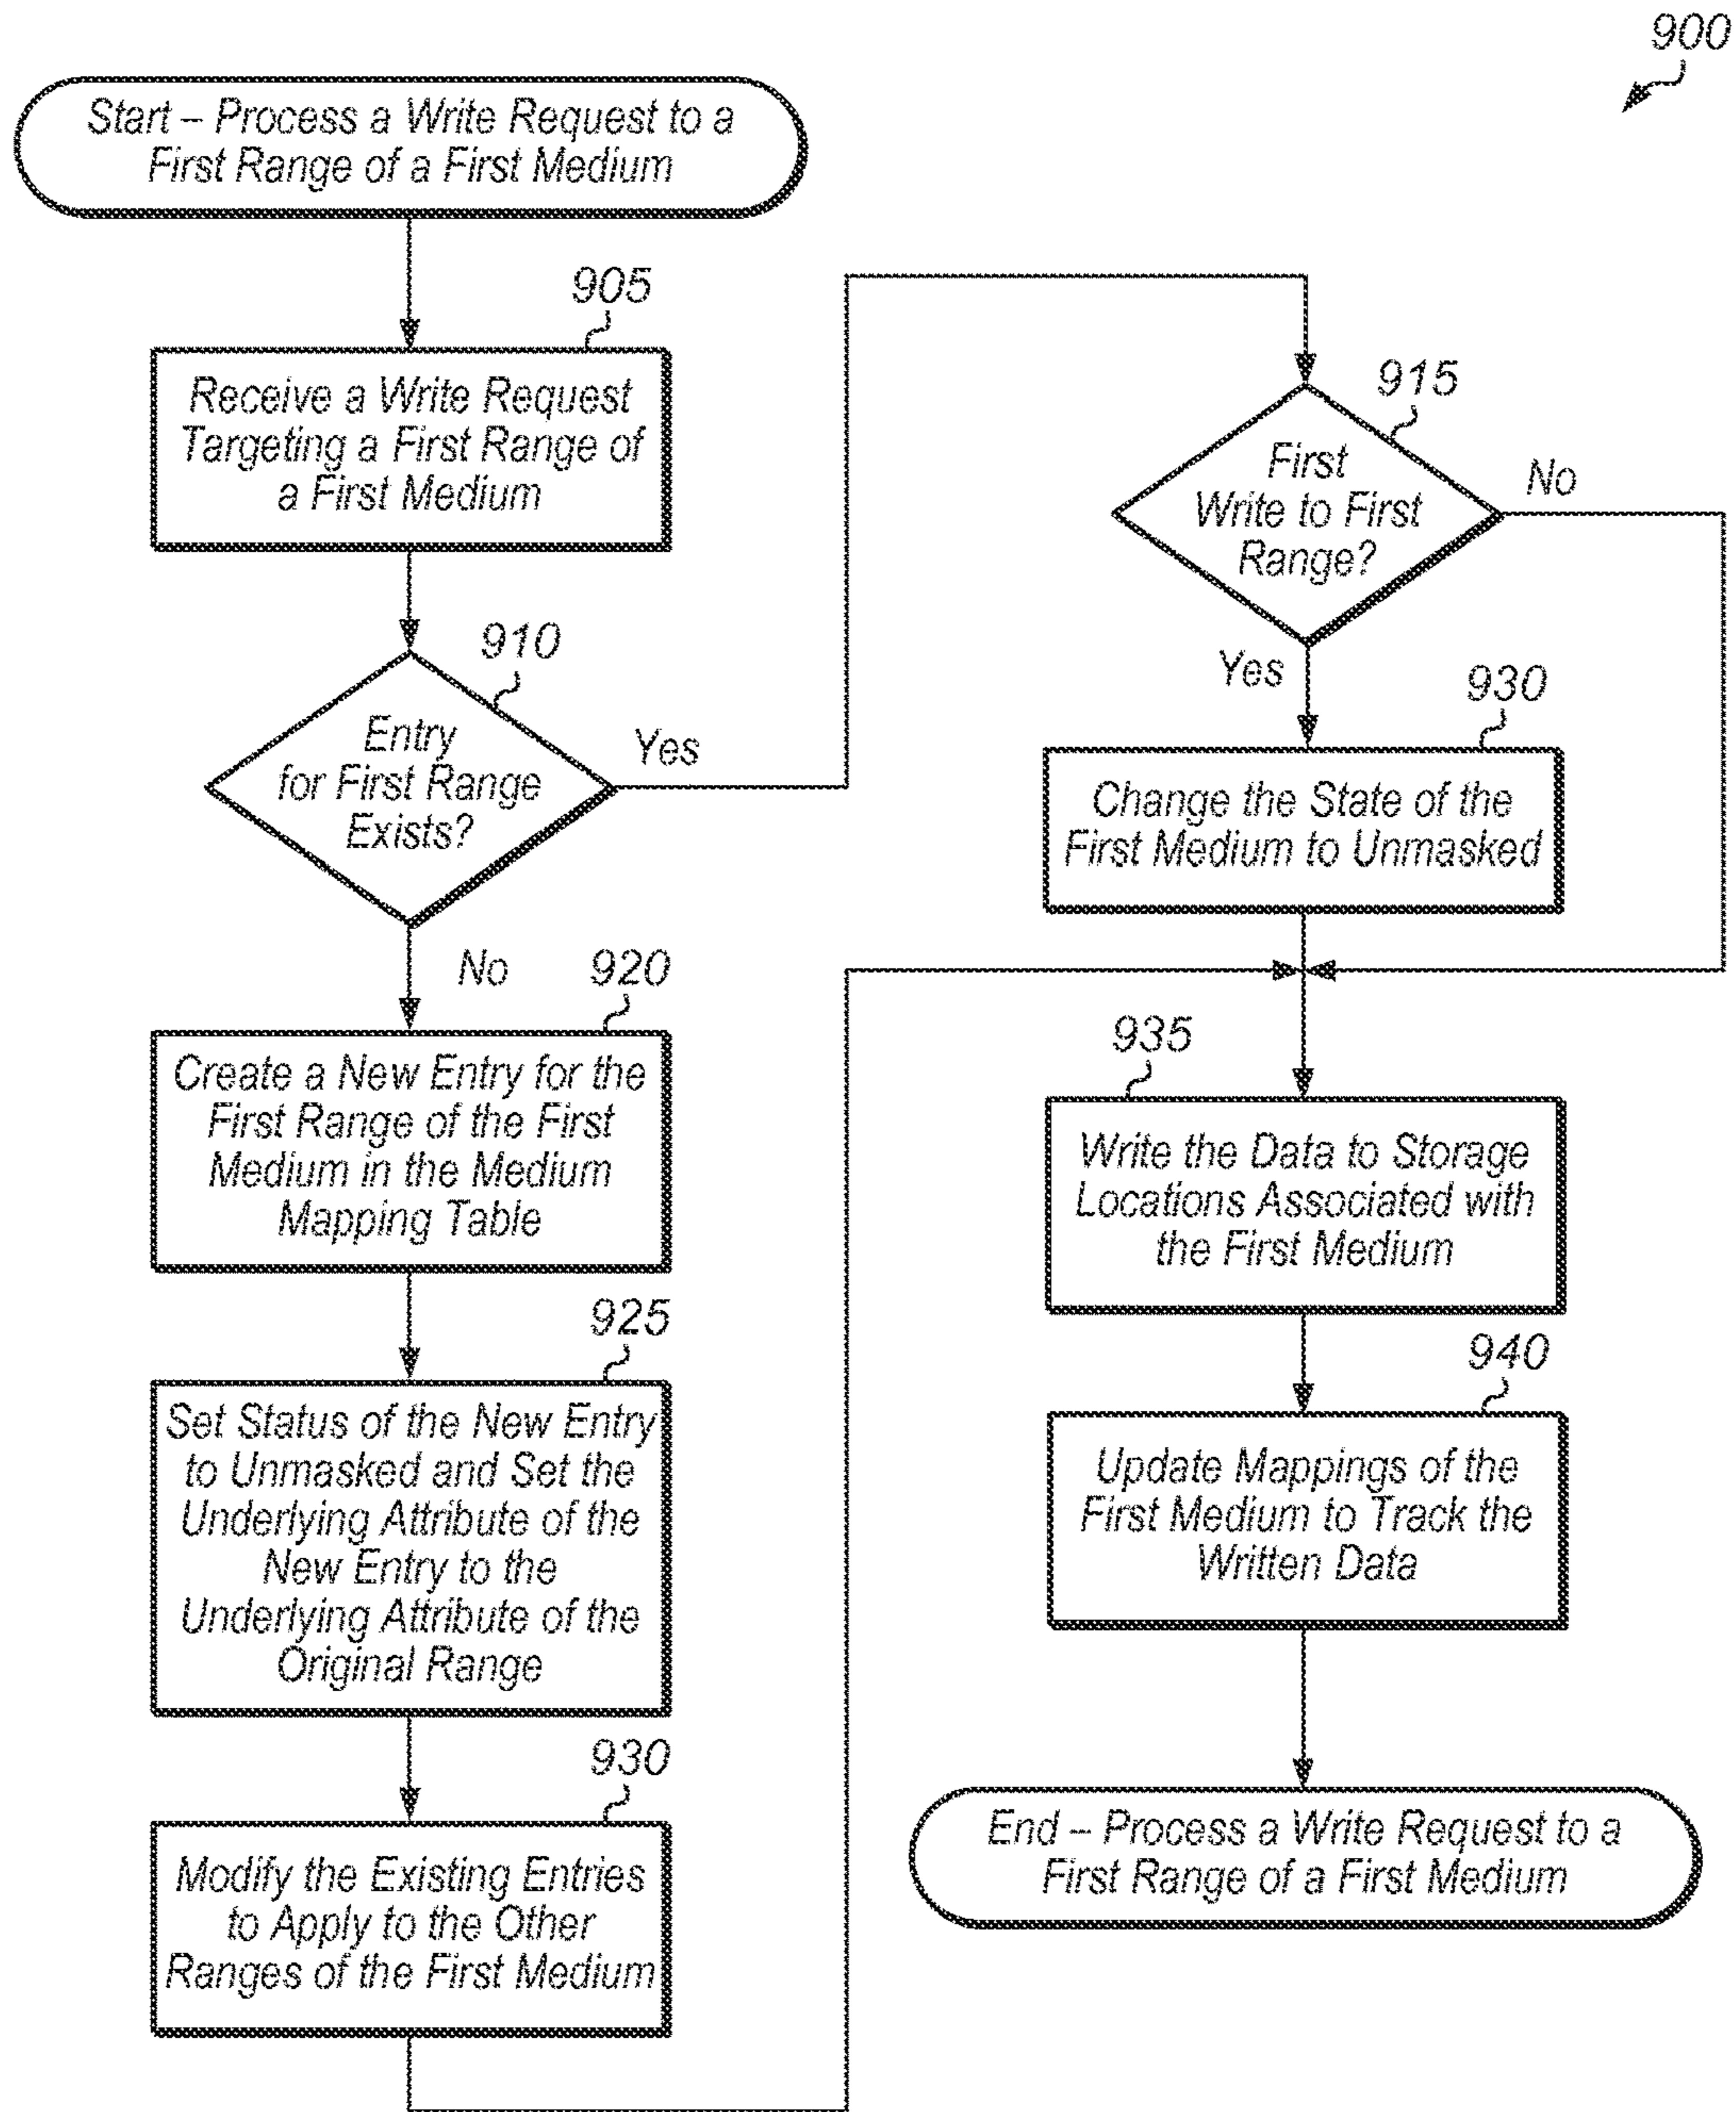 900
Start – Process a Write Request to a
First Range of a First Medium
905
Receive a Write Request
Targeting a First Range of
a First Medium
910
Entry
for First Range
Exists?
Yes
No
920
Create a New Entry for the
First Range of the First
Medium in the Medium
Mapping Table
925
Set Status of the New Entry
to Unmasked and Set the
Underlying Attribute of the
New Entry to the
Underlying Attribute of the
Original Range
930
Modify the Existing Entries
to Apply to the Other
Ranges of the First Medium
915
First
Write to First
Range?
No
Yes
930
Change the State of the
First Medium to Unmasked
935
Write the Data to Storage
Locations Associated with
the First Medium
940
Update Mappings of the
First Medium to Track the
Written Data
End – Process a Write Request to a
First Range of a First Medium